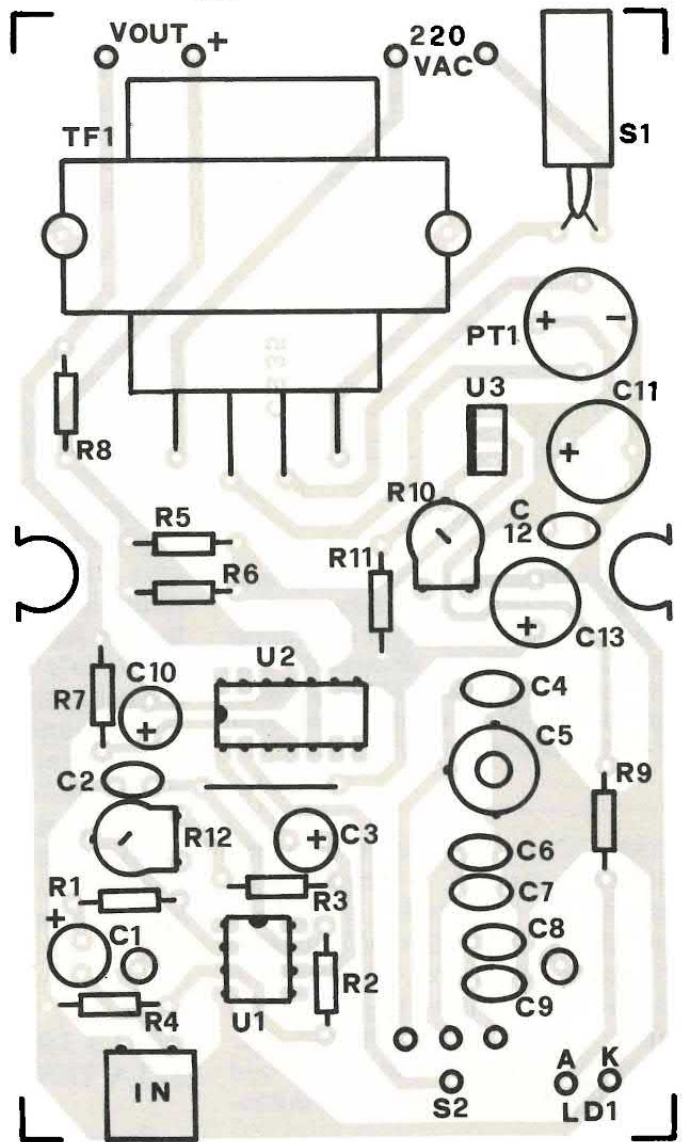 VOUT +
220
VAC
TF1
S1
+ -
PT1
U3
C11
+
R8
R10
C
12
R5
R11
R6
+
C13
U2
C10
C4
R7
+
C5
C2
R9
R12
+
C3
C6
R1
R3
C7
+
C1
C8
R2
C9
R4
U1
IN
A K
S2
LD1